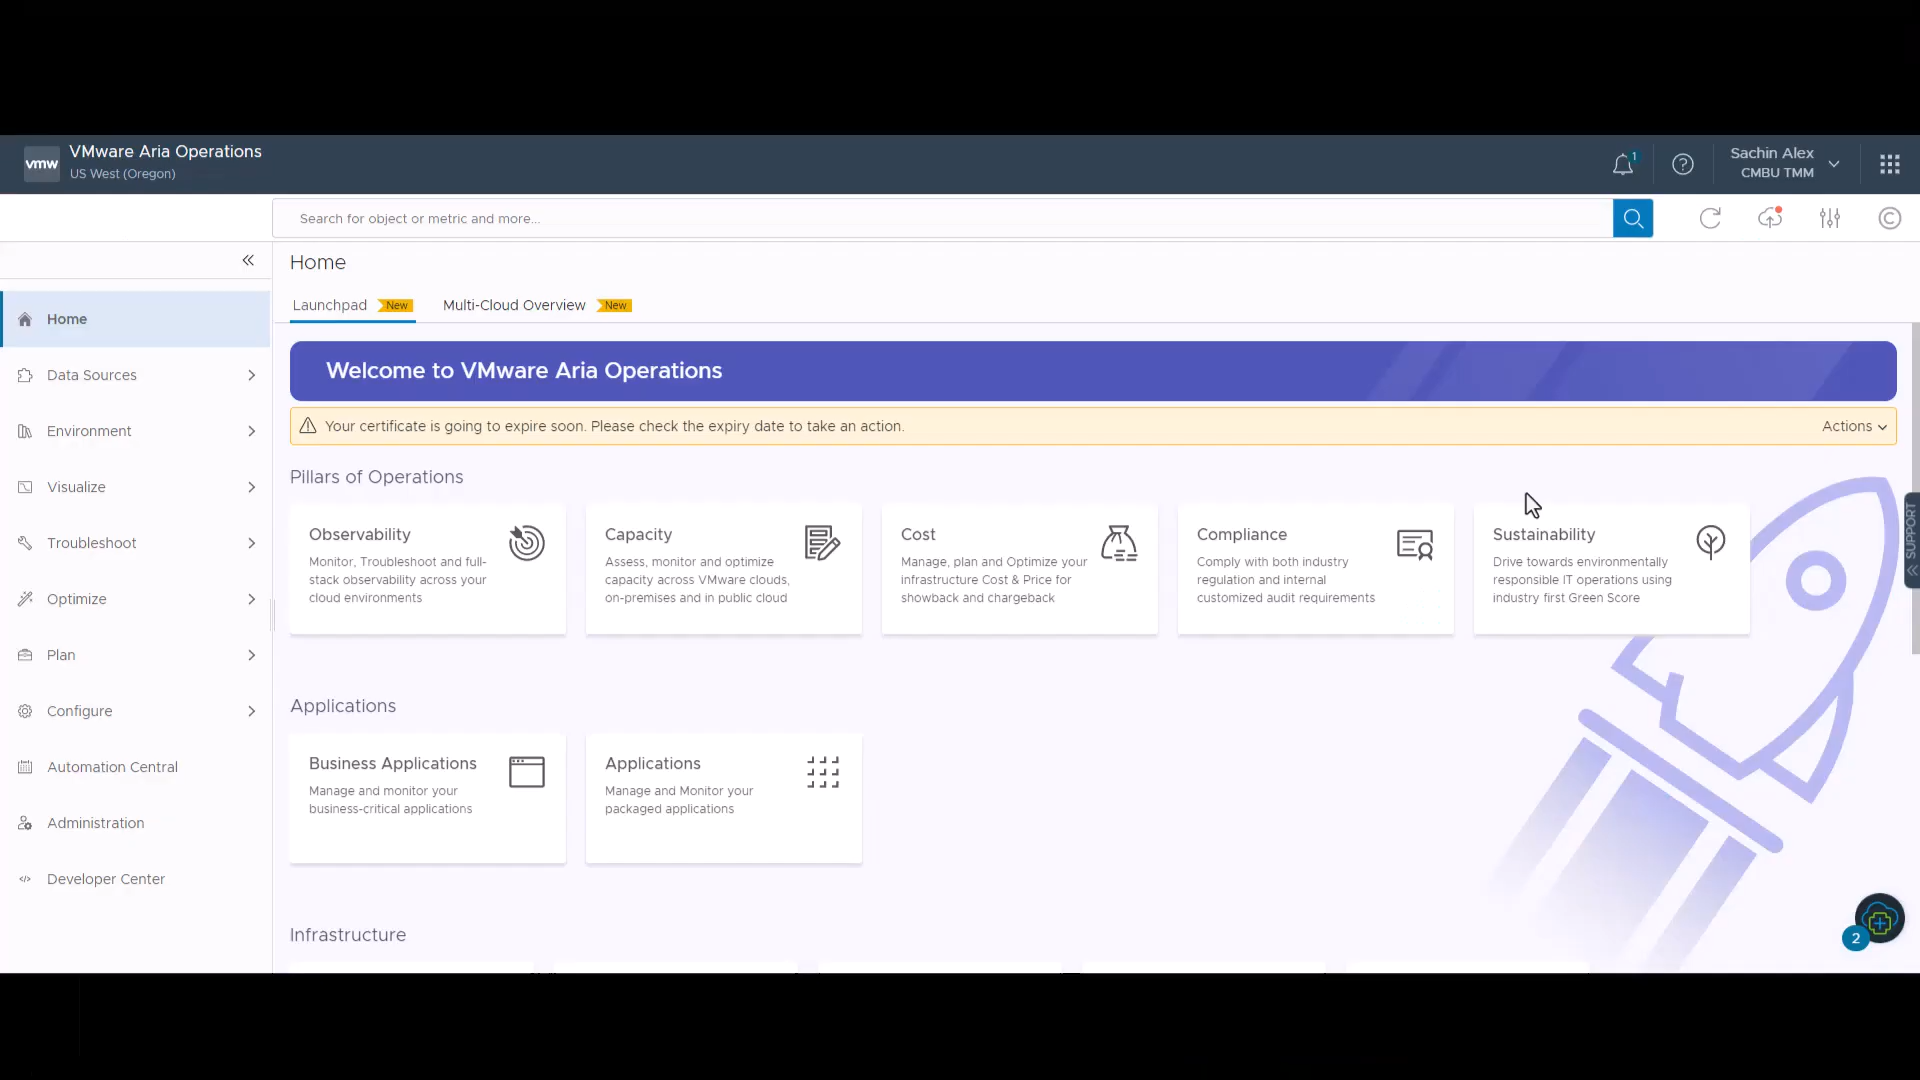 vmw
VMware Aria Operations
US West (Oregon)
1
Sachin Alex
CMBU TMM
Search for object or metric and more...
Home
Launchpad New
Multi-Cloud Overview New
Home
Data Sources
Environment
Visualize
Troubleshoot
Optimize
Plan
Configure
Automation Central
Administration
Developer Center
Welcome to VMware Aria Operations
Your certificate is going to expire soon. Please check the expiry date to take an action.
Actions
Pillars of Operations
Observability
Monitor, Troubleshoot and full-
stack observability across your
cloud environments
Capacity
Assess, monitor and optimize
capacity across VMware clouds,
on-premises and in public cloud
Cost
Manage, plan and Optimize your
infrastructure Cost & Price for
showback and chargeback
Compliance
Comply with both industry
regulation and internal
customized audit requirements
Sustainability
Drive towards environmentally
responsible IT operations using
industry first Green Score
SUPPORT
Applications
Business Applications
Manage and monitor your
business-critical applications
Applications
Manage and Monitor your
packaged applications
Infrastructure
2